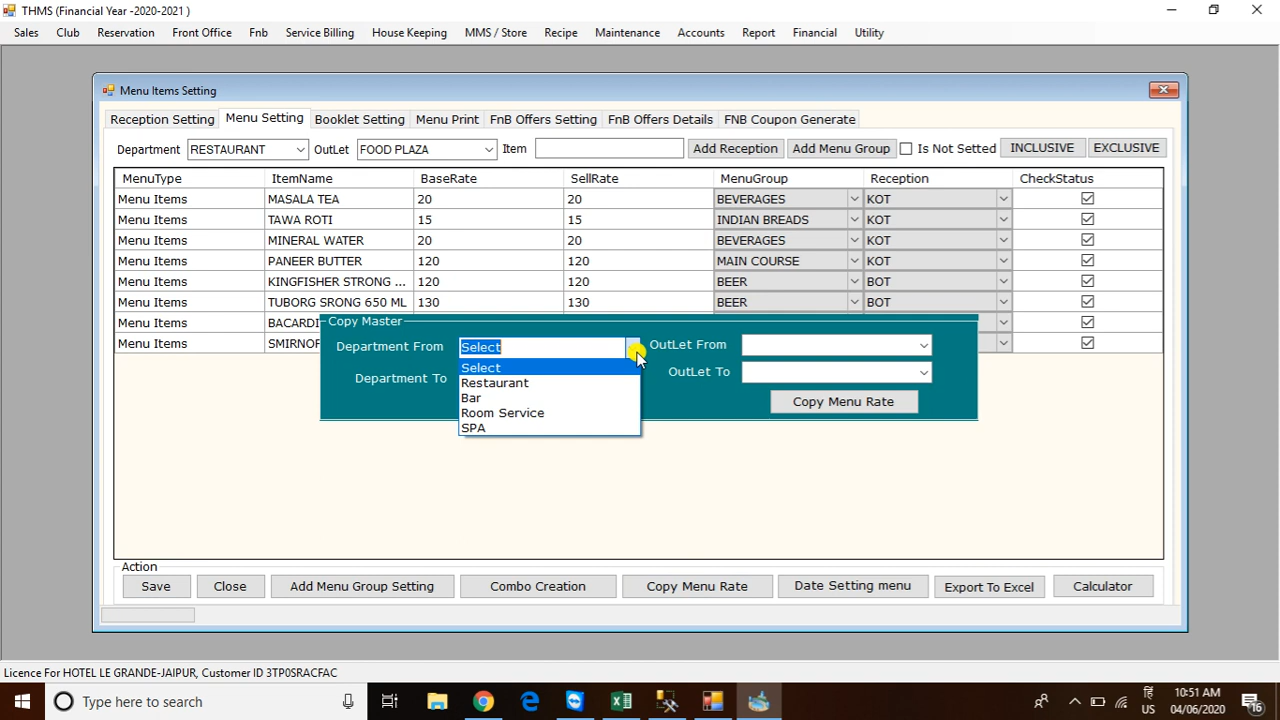 THMS (Financial Year -2020-2021 )
Sales Club Reservation Front Office Fnb Service Billing House Keeping MMS / Store Recipe Maintenance Accounts Report Financial Utility
Menu Items Setting
Reception Setting Menu Setting Booklet Setting Menu Print FnB Offers Setting FnB Offers Details FNB Coupon Generate
Department RESTAURANT OutLet FOOD PLAZA Item Add Reception Add Menu Group Is Not Setted INCLUSIVE EXCLUSIVE
MenuType ItemName BaseRate SellRate MenuGroup Reception CheckStatus
Menu Items MASALA TEA 20 20 BEVERAGES KOT
Menu Items TAWA ROTI 15 15 INDIAN BREADS KOT
Menu Items MINERAL WATER 20 20 BEVERAGES KOT
Menu Items PANEER BUTTER 120 120 MAIN COURSE KOT
Menu Items KINGFISHER STRONG ... 120 120 BEER BOT
Menu Items TUBORG SRONG 650 ML 130 130 BEER BOT
Menu Items BACARDI
Menu Items SMIRNOF
Copy Master
Department From Select OutLet From
Select
Restaurant
Bar
Room Service
SPA
Department To OutLet To
Copy Menu Rate
Action
Save Close Add Menu Group Setting Combo Creation Copy Menu Rate Date Setting menu Export To Excel Calculator
Licence For HOTEL LE GRANDE-JAIPUR, Customer ID 3TP0SRACFAC
Type here to search
हि 10:51 AM
04/06/2020 16